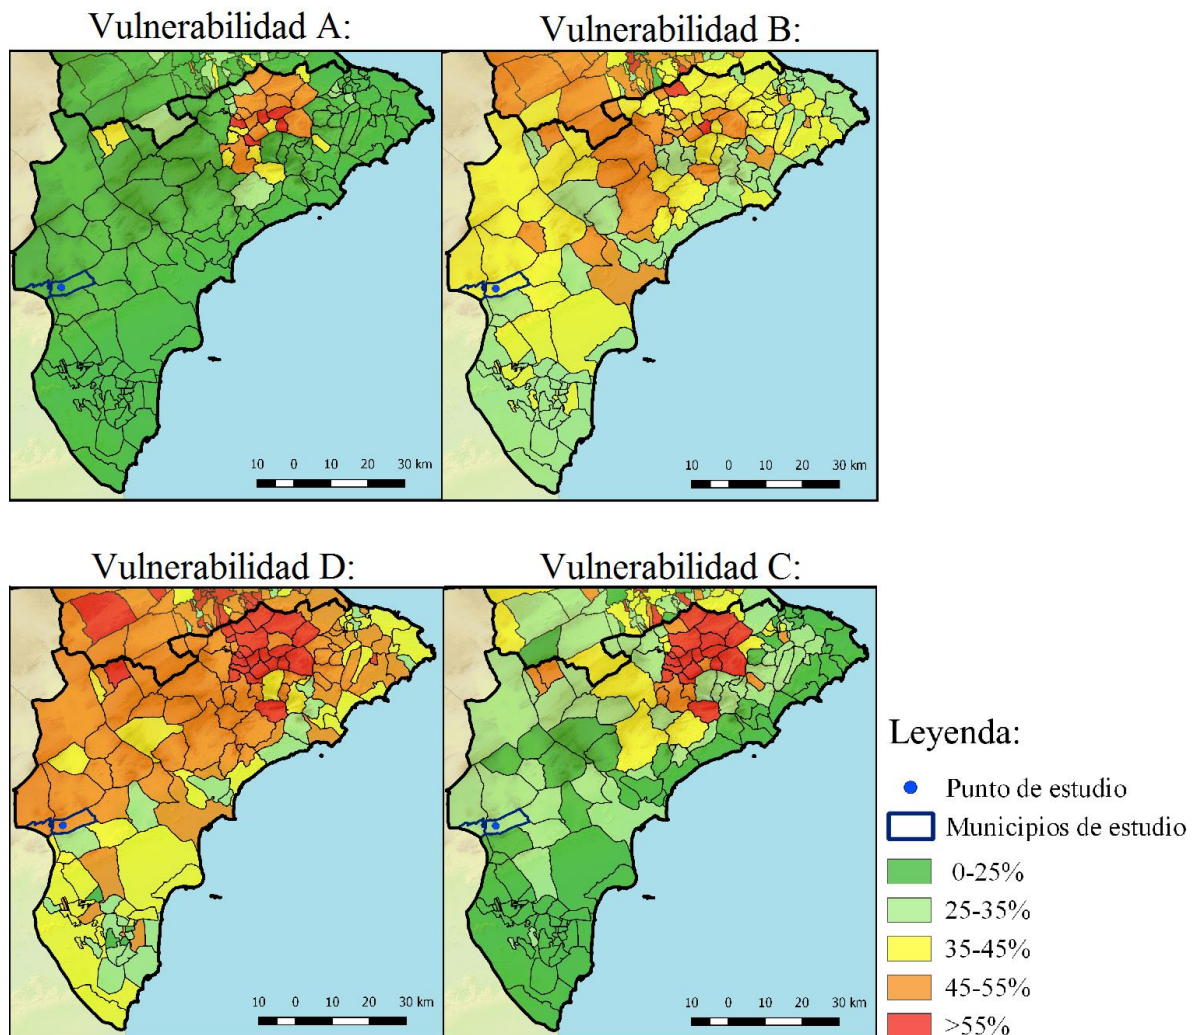 Vulnerabilidad A:
Vulnerabilidad B:
10 0 10 20 30 km
10 0 10 20 30 km
Vulnerabilidad D:
Vulnerabilidad C:
10 0 10 20 30 km
10 0 10 20 30 km
Leyenda:
Punto de estudio
Municipios de estudio
0-25%
25-35%
35-45%
45-55%
>55%